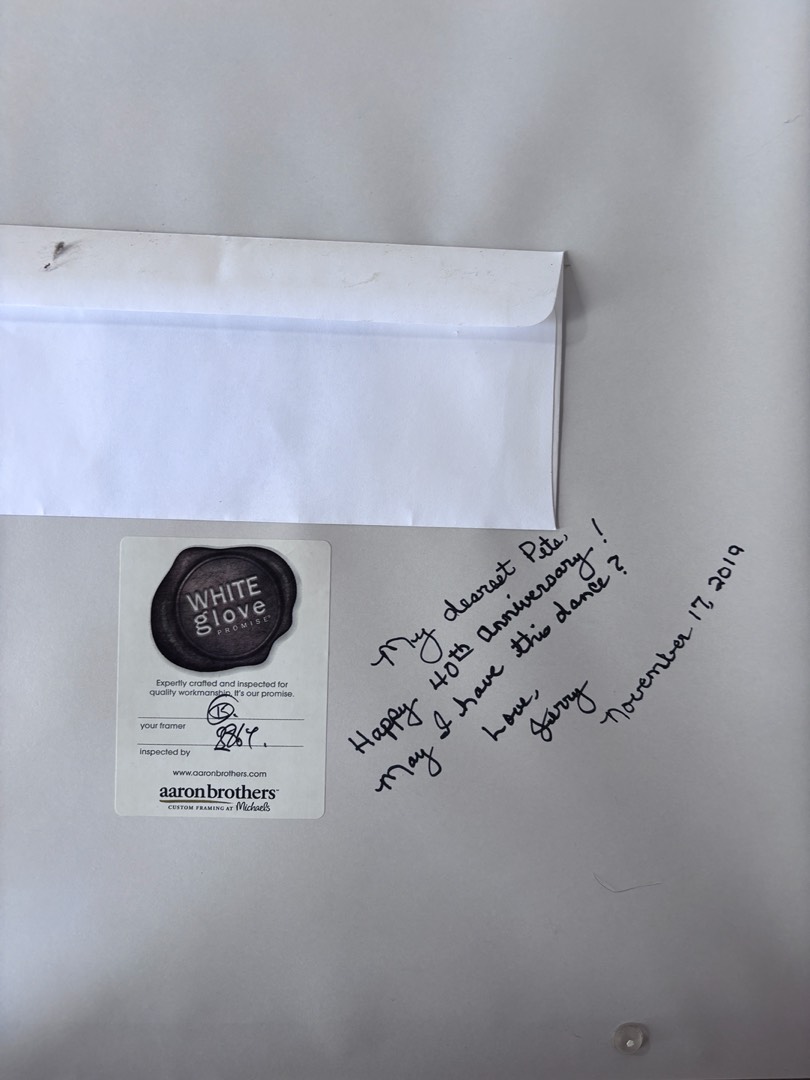 WHITE
glove
PROMISE
Expertly crafted and inspected for
quality workmanship. It's our promise.
your framer
inspected by
www.aaronbrothers.com
aaronbrothers
CUSTOM FRAMING AT Michaels
My dearest Pete,
Happy 40th anniversary!
May I have this dance?
Love,
Jerry
November 17, 2019